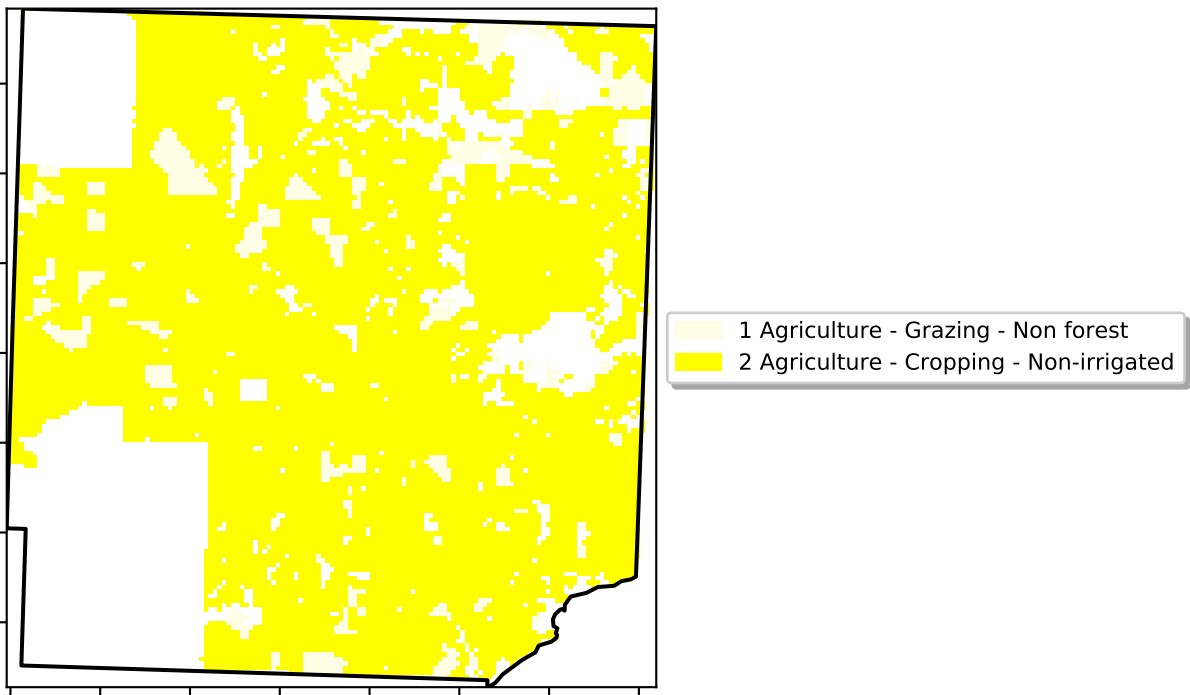 1 Agriculture - Grazing - Non forest
2 Agriculture - Cropping - Non-irrigated